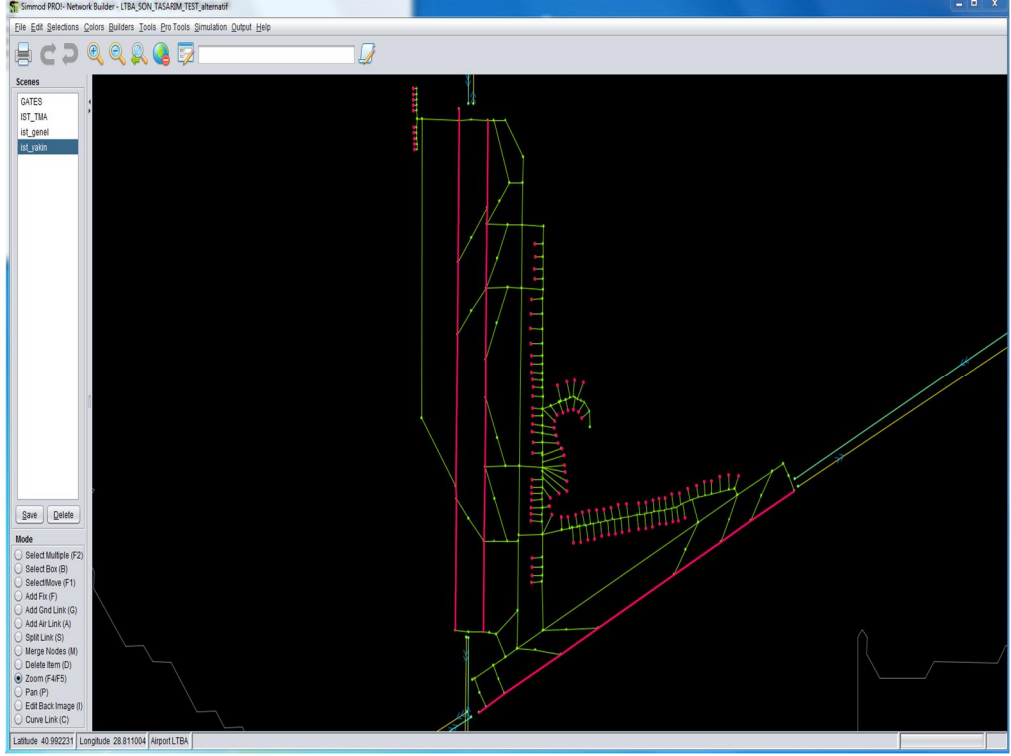 Simmod PRO!- Network Builder - LTBA_SON_TASARIM_TEST_alternatif
File Edit Selections Colors Builders Tools Pro Tools Simulation Output Help
Scenes
GATES
IST_TMA
ist_genel
ist_yakin
Save Delete
Mode
Select Multiple (F2)
Select Box (B)
Select/Move (F1)
Add Fix (F)
Add Gnd Link (G)
Add Air Link (A)
Split Link (S)
Merge Nodes (M)
Delete Item (D)
Zoom (F4/F5)
Pan (P)
Edit Back Image (I)
Curve Link (C)
Latitude 40.992231 Longitude 28.811004 Airport LTBA